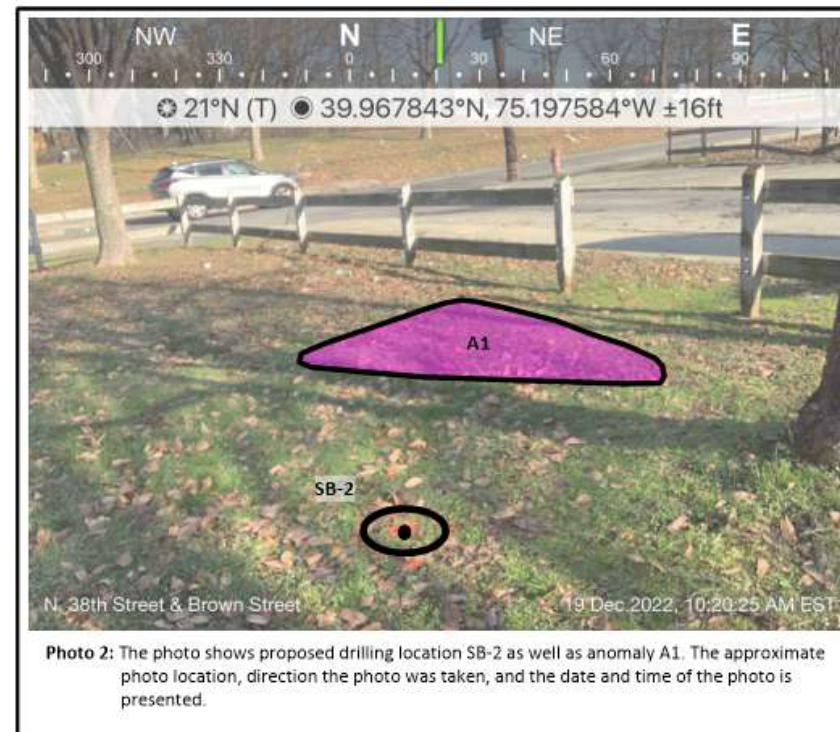 NW N NE E
300 330 0 30 60 90
21°N (T) 39.967843°N, 75.197584°W ±16ft
A1
SB-2
N. 38th Street & Brown Street 19 Dec 2022, 10:20:25 AM EST
Photo 2: The photo shows proposed drilling location SB-2 as well as anomaly A1. The approximate
photo location, direction the photo was taken, and the date and time of the photo is
presented.